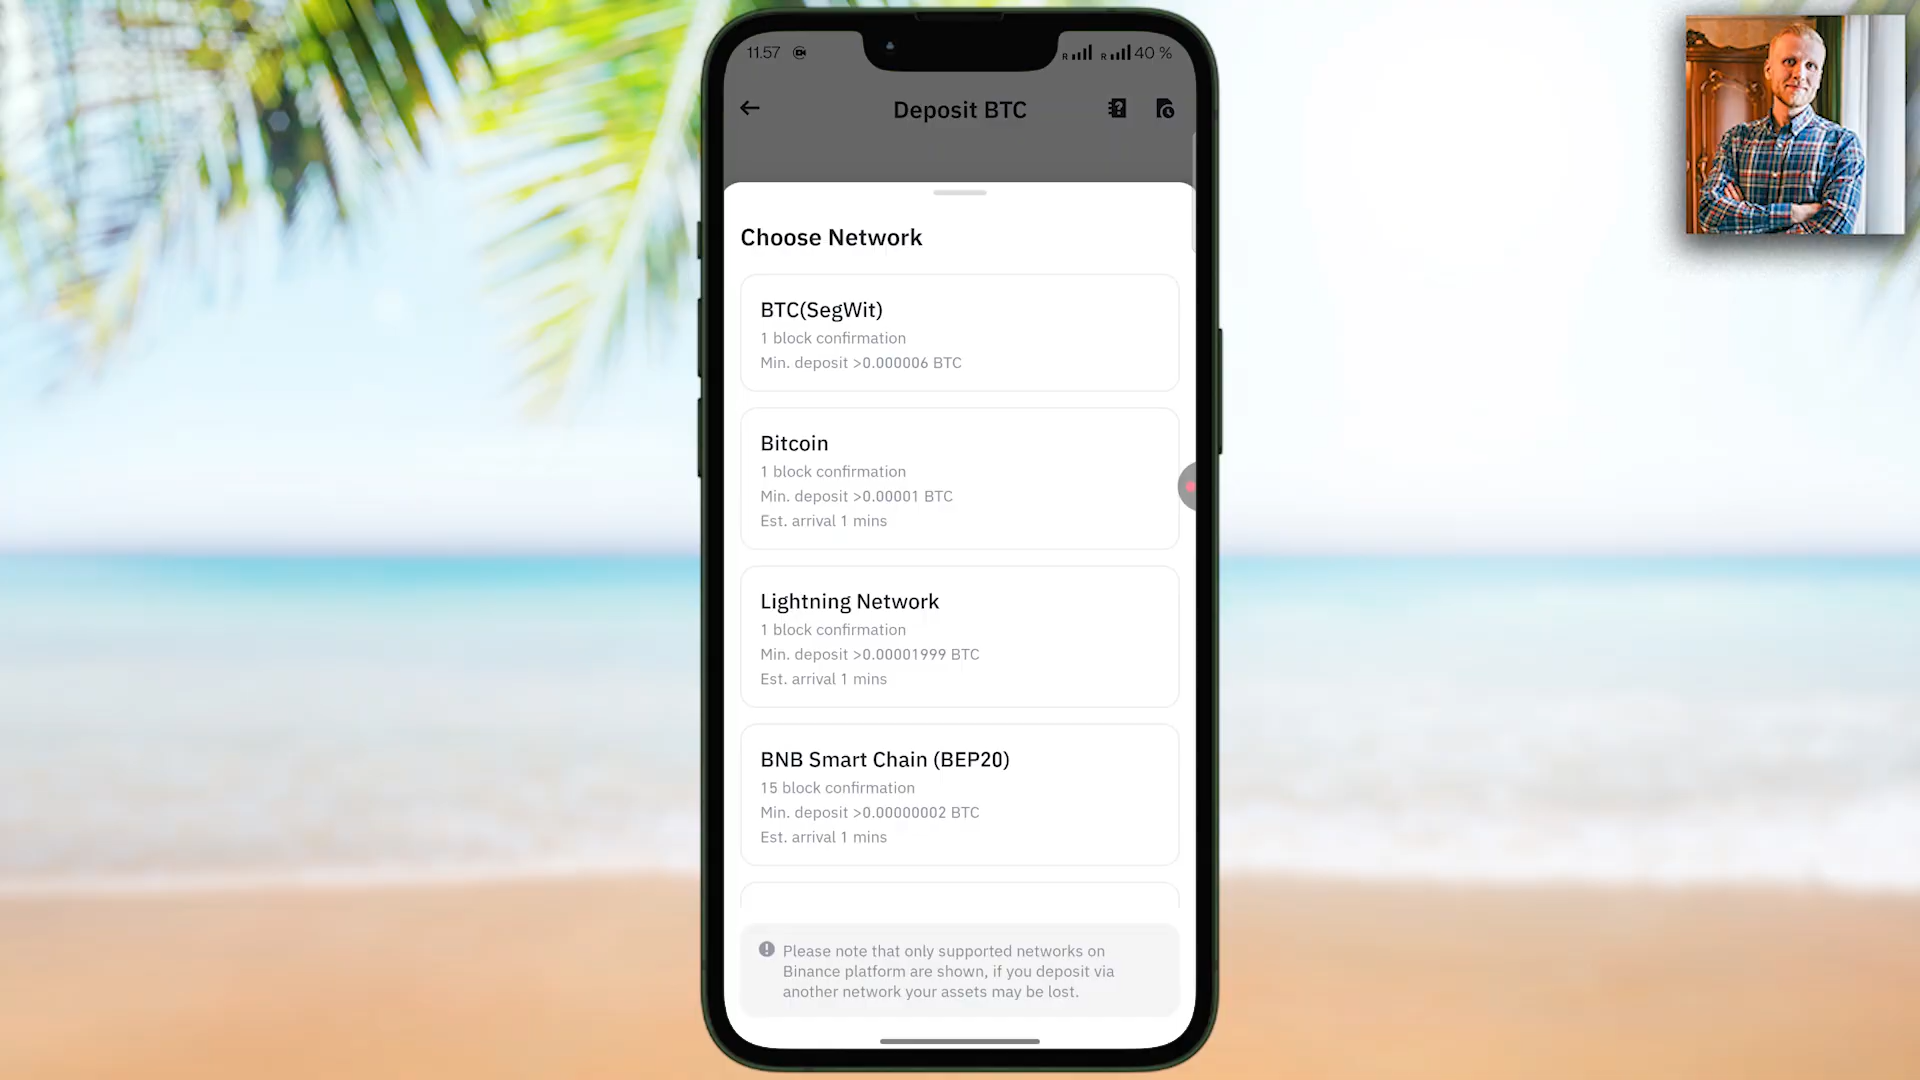 11.57
R R 40 %
Deposit BTC
Choose Network
BTC(SegWit)
1 block confirmation
Min. deposit >0.000006 BTC
Bitcoin
1 block confirmation
Min. deposit >0.00001 BTC
Est. arrival 1 mins
Lightning Network
1 block confirmation
Min. deposit >0.00001999 BTC
Est. arrival 1 mins
BNB Smart Chain (BEP20)
15 block confirmation
Min. deposit >0.00000002 BTC
Est. arrival 1 mins
Please note that only supported networks on
Binance platform are shown, if you deposit via
another network your assets may be lost.